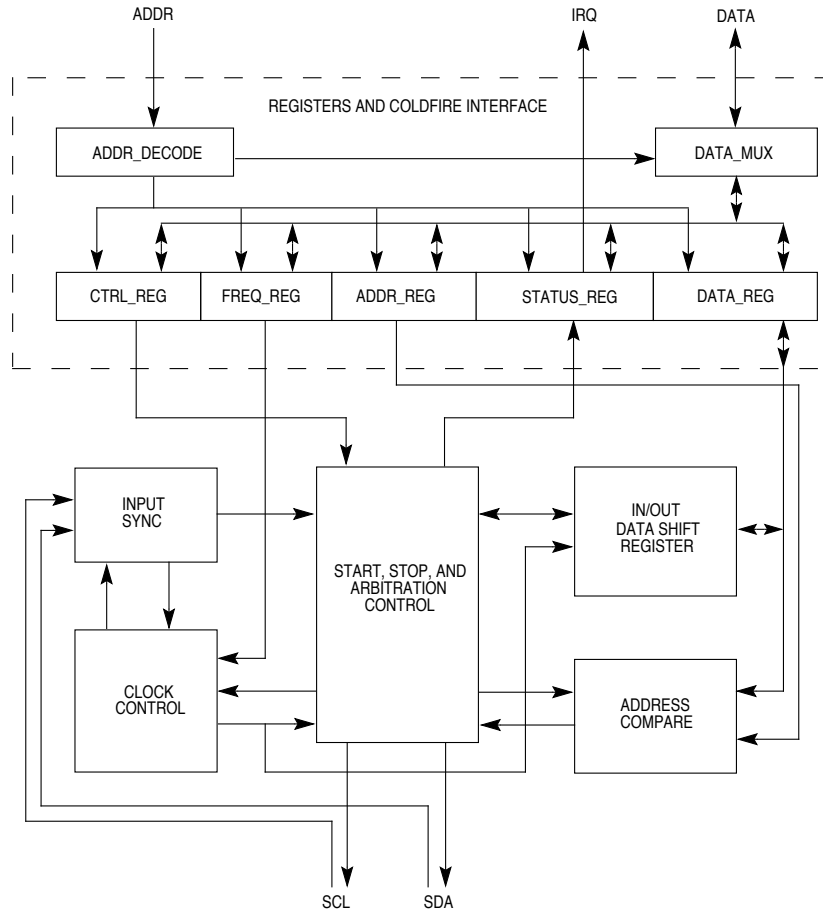 ADDR
IRQ
DATA
REGISTERS AND COLDFIRE INTERFACE
ADDR_DECODE
DATA_MUX
CTRL_REG
FREQ_REG
ADDR_REG
STATUS_REG
DATA_REG
INPUT
SYNC
IN/OUT
DATA SHIFT
REGISTER
START, STOP, AND
ARBITRATION
CONTROL
CLOCK
CONTROL
ADDRESS
COMPARE
SCL
SDA